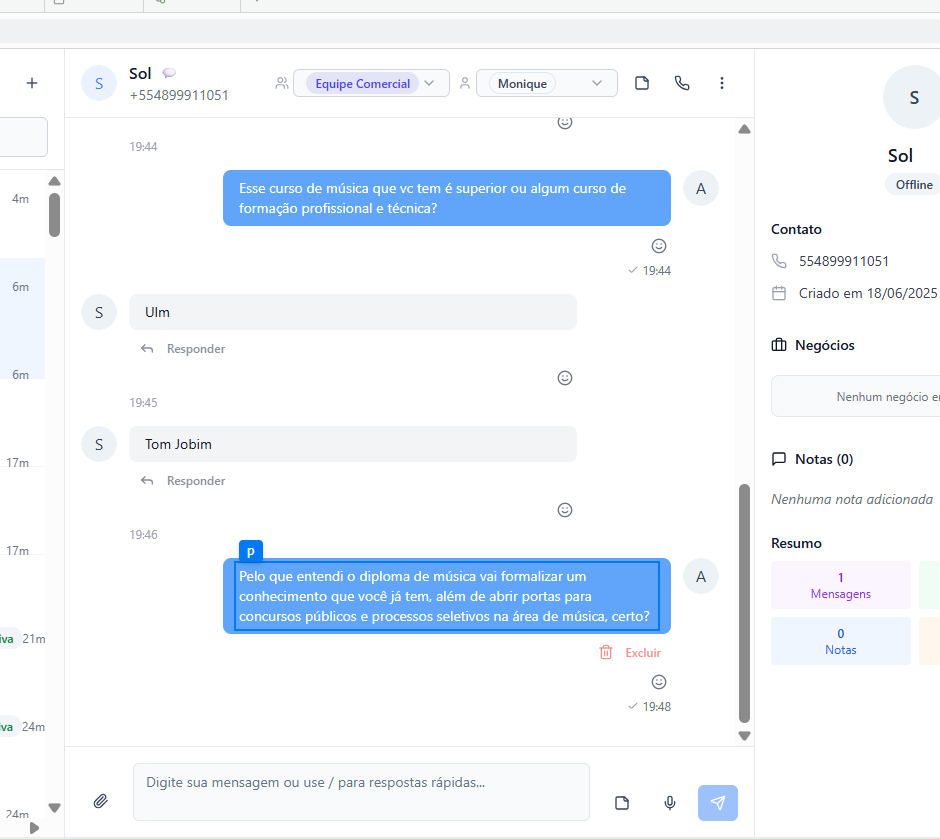 S
Sol
+554899911051
Equipe Comercial
Monique
19:44
Esse curso de música que vc tem é superior ou algum curso de
formação profissional e técnica?
A
19:44
S
Ulm
Responder
19:45
S
Tom Jobim
Responder
19:46
p
Pelo que entendi o diploma de música vai formalizar um
conhecimento que você já tem, além de abrir portas para
concursos públicos e processos seletivos na área de música, certo?
A
Excluir
19:48
Digite sua mensagem ou use / para respostas rápidas...
4m
6m
6m
17m
17m
iva 21m
iva 24m
24m
S
Sol
Offline
Contato
554899911051
Criado em 18/06/2025
Negócios
Nenhum negócio e
Notas (0)
Nenhuma nota adicionada
Resumo
1
Mensagens
0
Notas